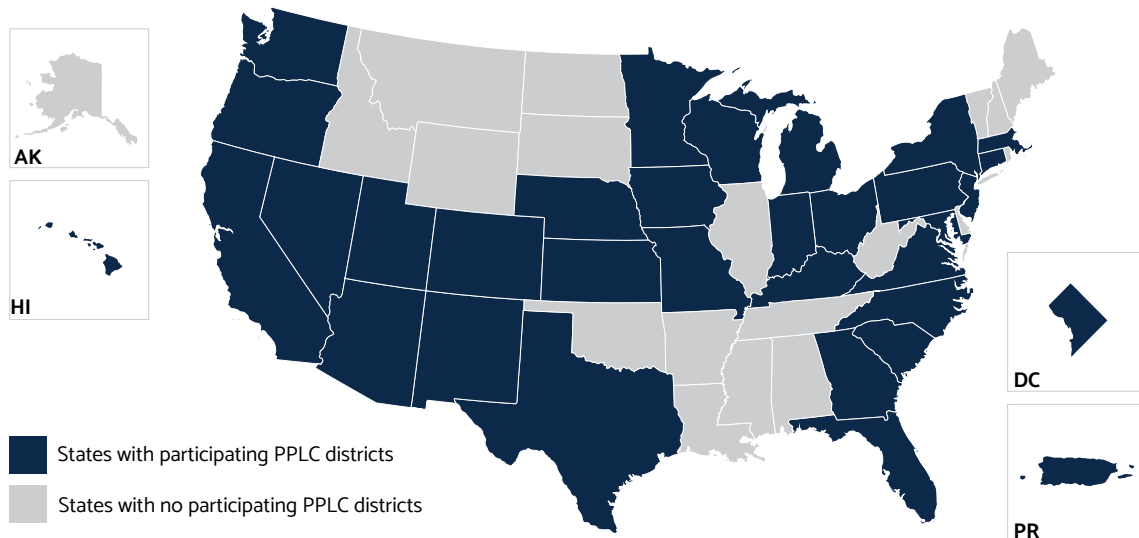 AK
HI
DC
PR
States with participating PPLC districts
States with no participating PPLC districts